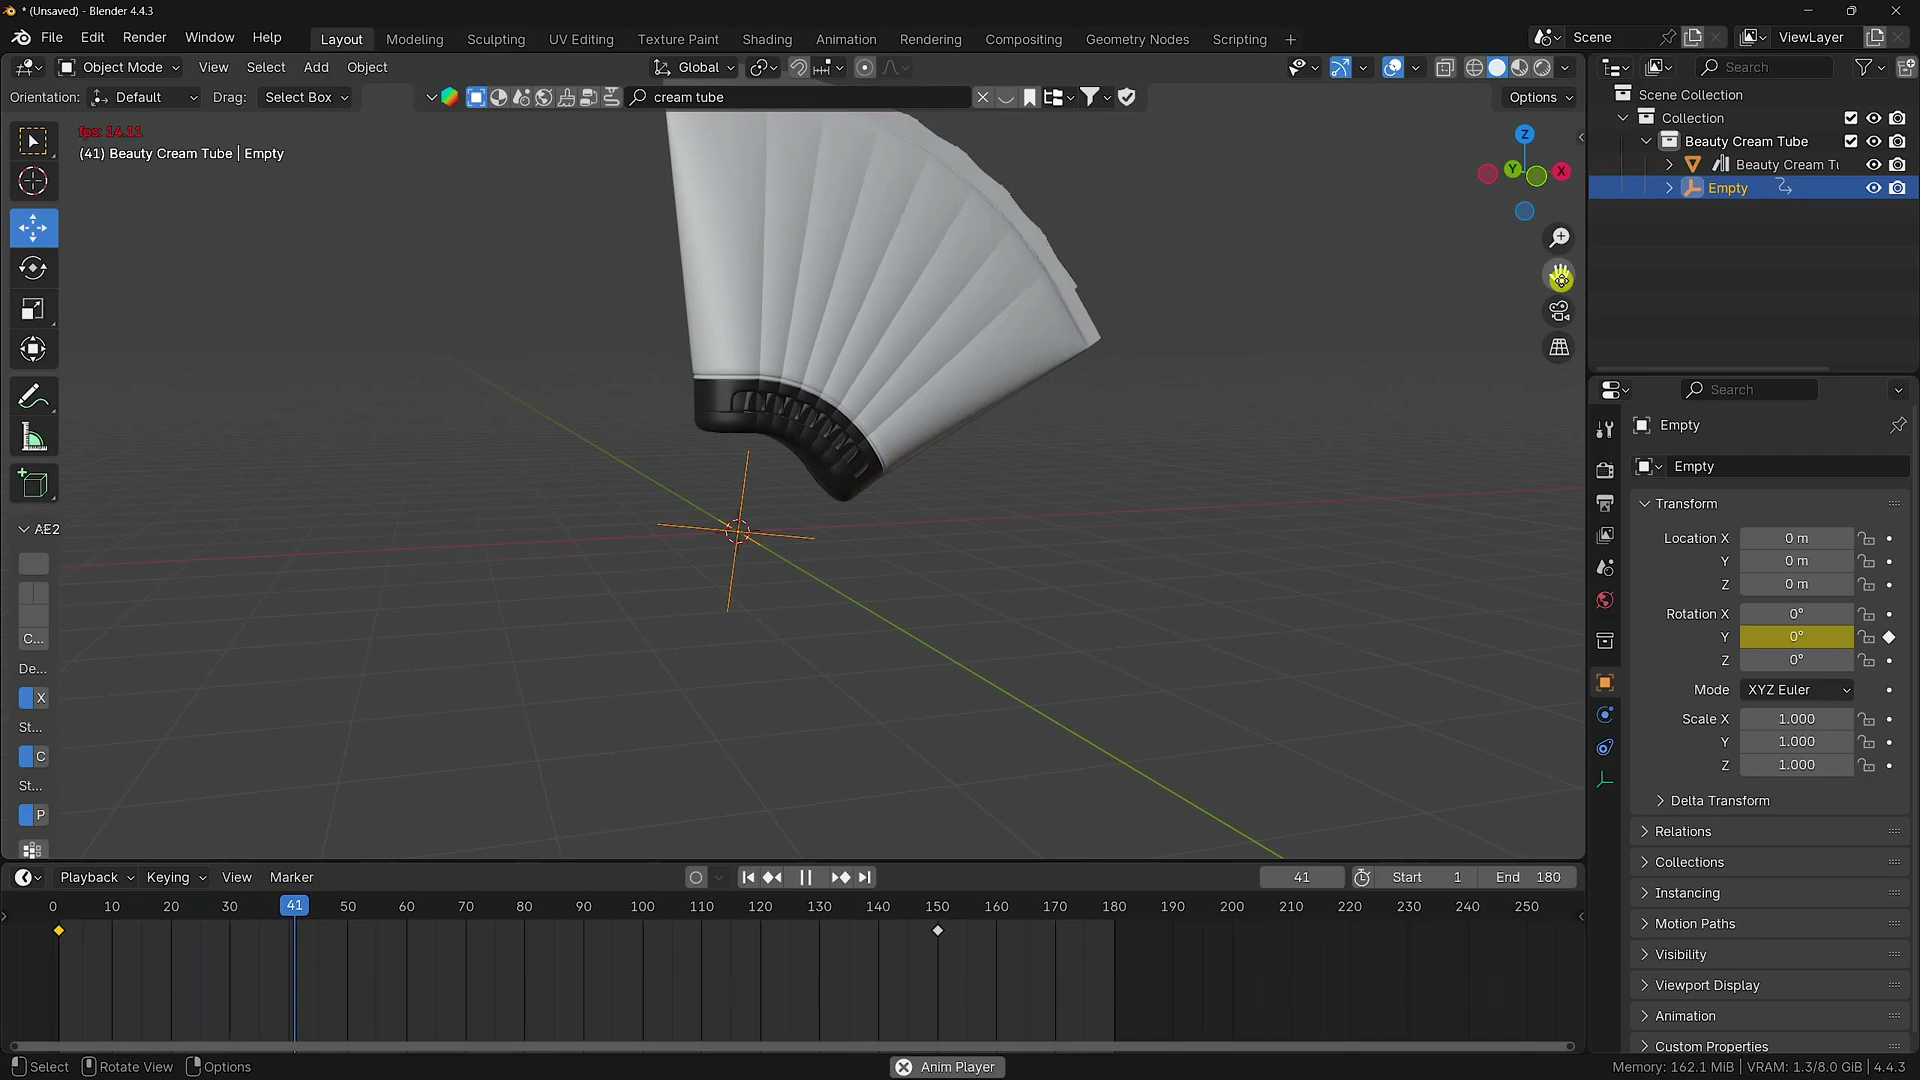 * (Unsaved) - Blender 4.4.3
File Edit Render Window Help
Layout Modeling Sculpting UV Editing Texture Paint Shading Animation Rendering Compositing Geometry Nodes Scripting +
Scene
ViewLayer
Object Mode View Select Add Object
Global
Search
Orientation: Default Drag: Select Box
cream tube
Options
Scene Collection
Collection
Beauty Cream Tube
Beauty Cream Tu
Empty
fps: 14.11
(41) Beauty Cream Tube | Empty
Z
Y
X
AE2
C...
De...
X
St...
C
St...
P
Search
Empty
Empty
Transform
Location X 0 m
Y 0 m
Z 0 m
Rotation X 0°
Y 0°
Z 0°
Mode XYZ Euler
Scale X 1.000
Y 1.000
Z 1.000
Delta Transform
Relations
Collections
Instancing
Motion Paths
Visibility
Viewport Display
Animation
Custom Properties
Playback Keying View Marker
41 Start 1 End 180
0 10 20 30 41 50 60 70 80 90 100 110 120 130 140 150 160 170 180 190 200 210 220 230 240 250
Select Rotate View Options
Anim Player
Memory: 162.1 MiB | VRAM: 1.3/8.0 GiB | 4.4.3